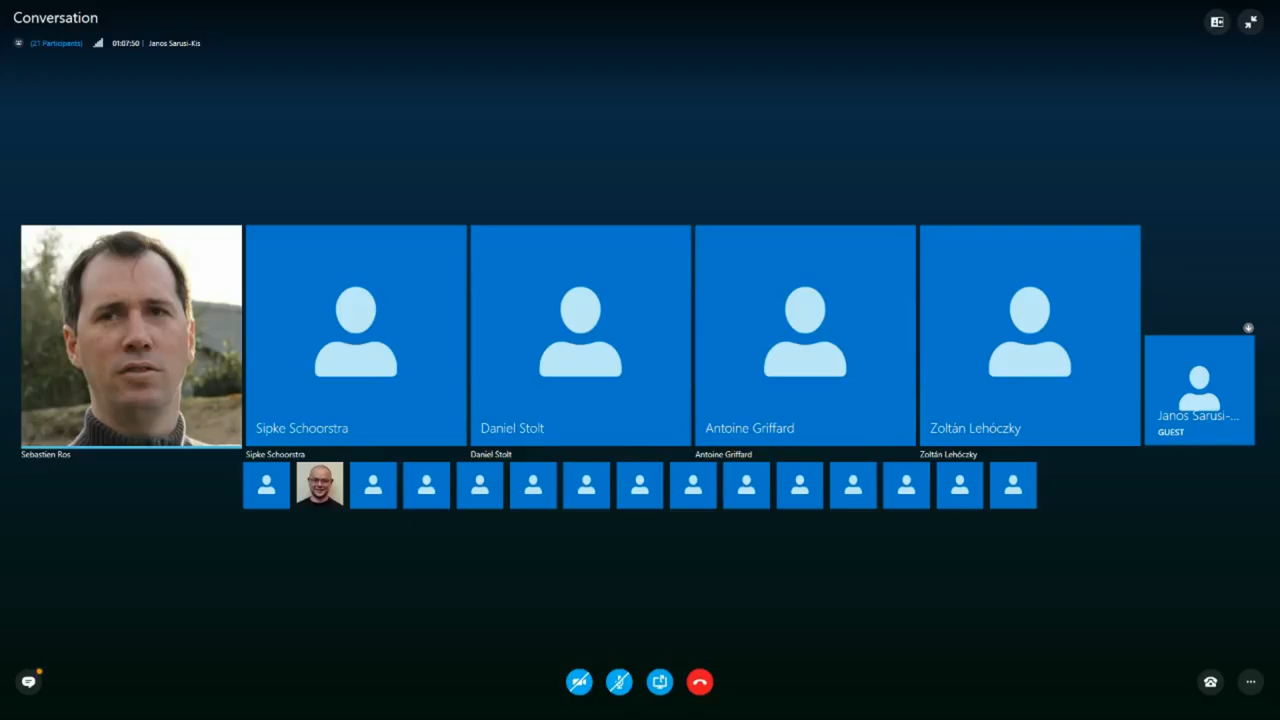 Conversation
(21 Participants) 01:07:50 | Janos Sarusi-Kis
Sipke Schoorstra
Daniel Stolt
Antoine Griffard
Zoltán Lehóczky
Janos Sarusi-...
GUEST
Sebastien Ros
Sipke Schoorstra
Daniel Stolt
Antoine Griffard
Zoltán Lehóczky